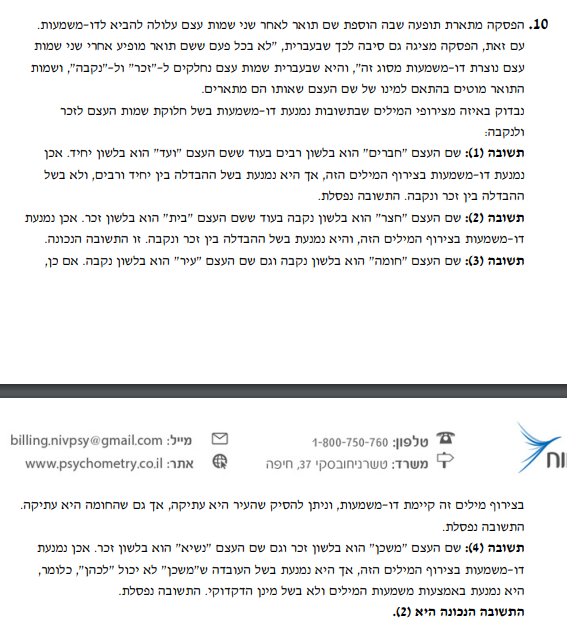 10. הפסקה מתארת תופעה שבה הוספת שם תואר לאחר שני שמות עצם עלולה להביא לדו-משמעות.
עם זאת, הפסקה מציגה גם סיבה לכך שבעברית, "לא בכל פעם ששם תואר מופיע אחרי שני שמות
עצם נוצרת דו-משמעות מסוג זה", והיא שבעברית שמות עצם נחלקים ל-"זכר" ול-"נקבה", ושמות
התואר מוטים בהתאם למינו של שם העצם שאותו הם מתארים.
נבדוק באיזה מצירופי המילים שבתשובות נמנעת דו-משמעות בשל חלוקת שמות העצם לזכר
ולנקבה:
תשובה (1): שם העצם "חברים" הוא בלשון רבים בעוד ששם העצם "ועד" הוא בלשון יחיד. אכן
נמנעת דו-משמעות בצירוף המילים הזה, אך היא נמנעת בשל ההבדלה בין יחיד ורבים, ולא בשל
ההבדלה בין זכר ונקבה. התשובה נפסלת.
תשובה (2): שם העצם "חצר" הוא בלשון נקבה בעוד ששם העצם "בית" הוא בלשון זכר. אכן נמנעת
דו-משמעות בצירוף המילים הזה, והיא נמנעת בשל ההבדלה בין זכר ונקבה. זו התשובה הנכונה.
תשובה (3): שם העצם "חומה" הוא בלשון נקבה וגם שם העצם "עיר" הוא בלשון נקבה. אם כן,
טלפון: 1-800-750-760 מייל: billing.nivpsy@gmail.com
משרד: טשרניחובסקי 37, חיפה אתר: www.psychometry.co.il
בצירוף מילים זה קיימת דו-משמעות, וניתן להסיק שהעיר היא עתיקה, אך גם שהחומה היא עתיקה.
התשובה נפסלת.
תשובה (4): שם העצם "משכן" הוא בלשון זכר וגם שם העצם "נשיא" הוא בלשון זכר. אכן נמנעת
דו-משמעות בצירוף המילים הזה, אך היא נמנעת בשל העובדה ש"משכן" לא יכול "לכהן", כלומר,
היא נמנעת באמצעות משמעות המילים ולא בשל מינן הדקדוקי. התשובה נפסלת.
התשובה הנכונה היא (2).